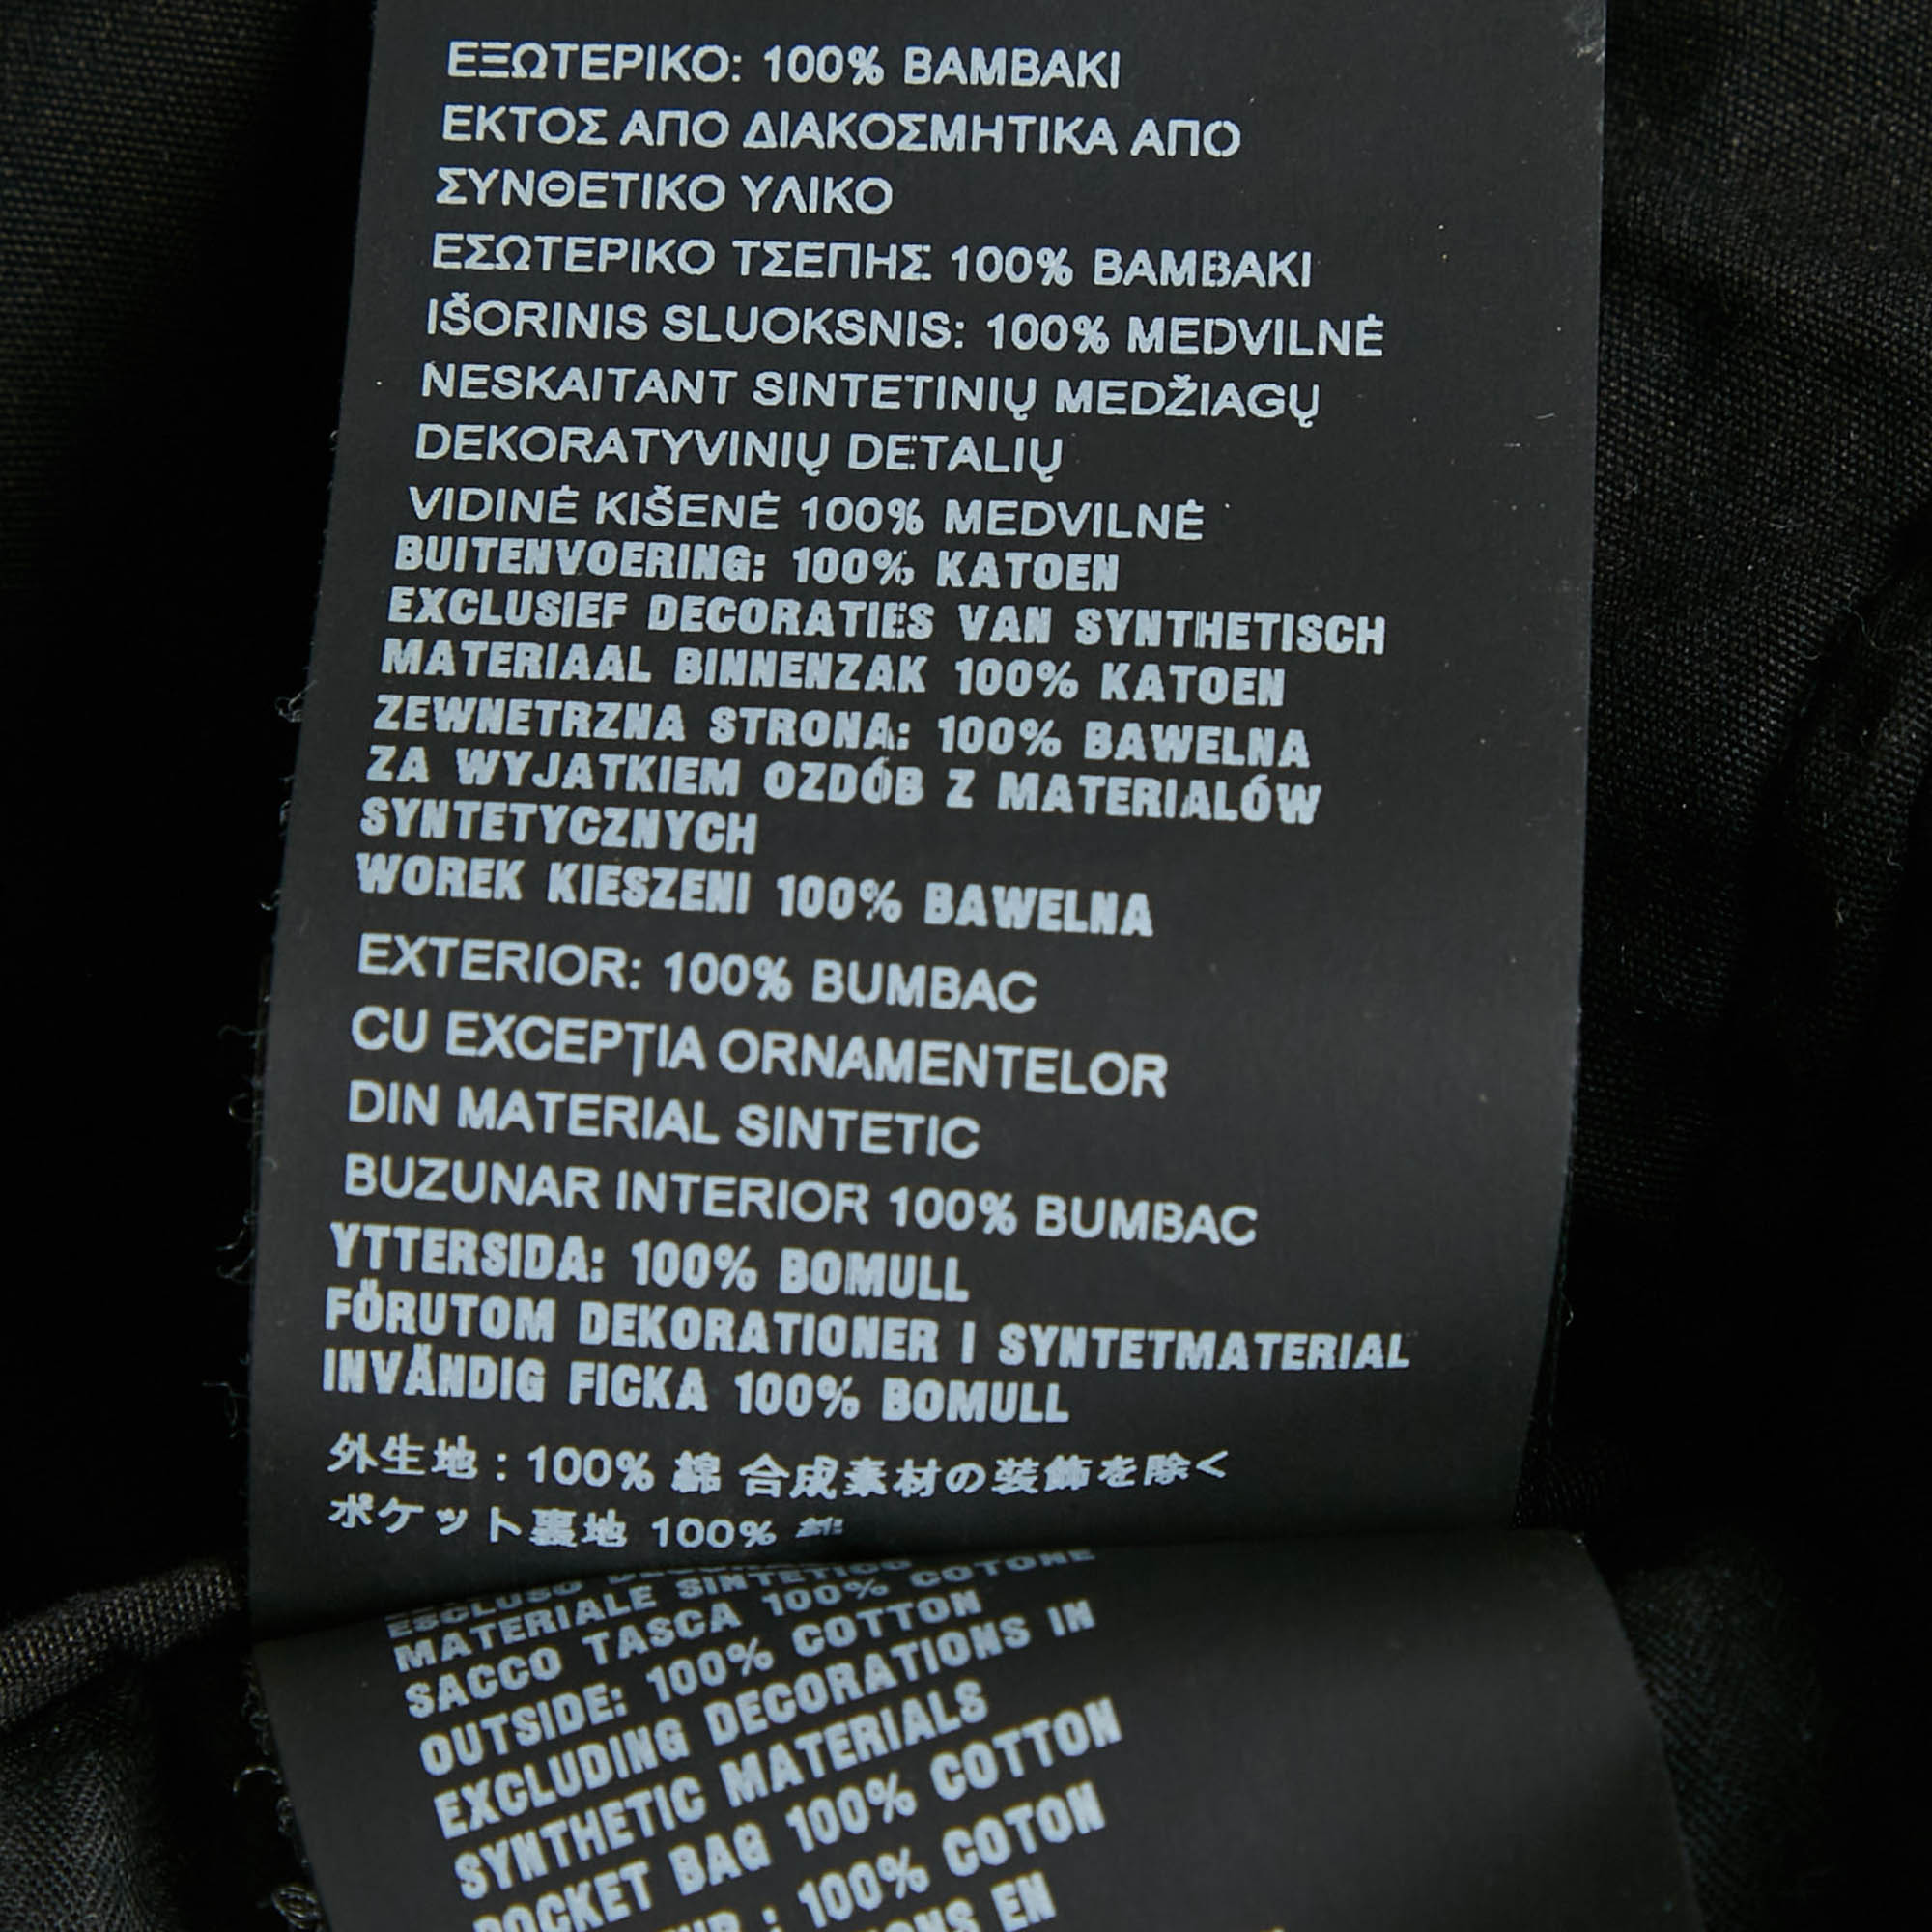 ΕΞΩΤΕΡΙΚΟ: 100% ΒΑΜΒΑΚΙ
ΕΚΤΟΣ ΑΠΟ ΔΙΑΚΟΣΜΗΤΙΚΑ ΑΠΟ
ΣΥΝΘΕΤΙΚΟ ΥΛΙΚΟ
ΕΣΩΤΕΡΙΚΟ ΤΣΕΠΗΣ 100% ΒΑΜΒΑΚΙ
IŠORINIS SLUOKSNIS: 100% MEDVILNĖ
NESKAITANT SINTETINIŲ MEDŽIAGŲ
DEKORATYVINIŲ DETALIŲ
VIDINĖ KIŠENĖ 100% MEDVILNĖ
BUITENVOERING: 100% KATOEN
EXCLUSIEF DECORATIES VAN SYNTHETISCH
MATERIAAL BINNENZAK 100% KATOEN
ZEWNETRZNA STRONA: 100% BAWELNA
ZA WYJATKIEM OZDÓB Z MATERIALÓW
SYNTETYCZNYCH
WOREK KIESZENI 100% BAWELNA
EXTERIOR: 100% BUMBAC
CU EXCEPŢIA ORNAMENTELOR
DIN MATERIAL SINTETIC
BUZUNAR INTERIOR 100% BUMBAC
YTTERSIDA: 100% BOMULL
FÖRUTOM DEKORATIONER I SYNTETMATERIAL
INVÄNDIG FICKA 100% BOMULL
外生地 : 100% 綿 合成素材の装飾を除く
ポケット裏地 100% 綿
ESCLUSO
MATERIALE SINTETICO
SACCO TASCA 100% COTONE
OUTSIDE: 100% COTTON
EXCLUDING DECORATIONS IN
SYNTHETIC MATERIALS
POCKET BAG 100% COTTON
: 100% COTON
EN